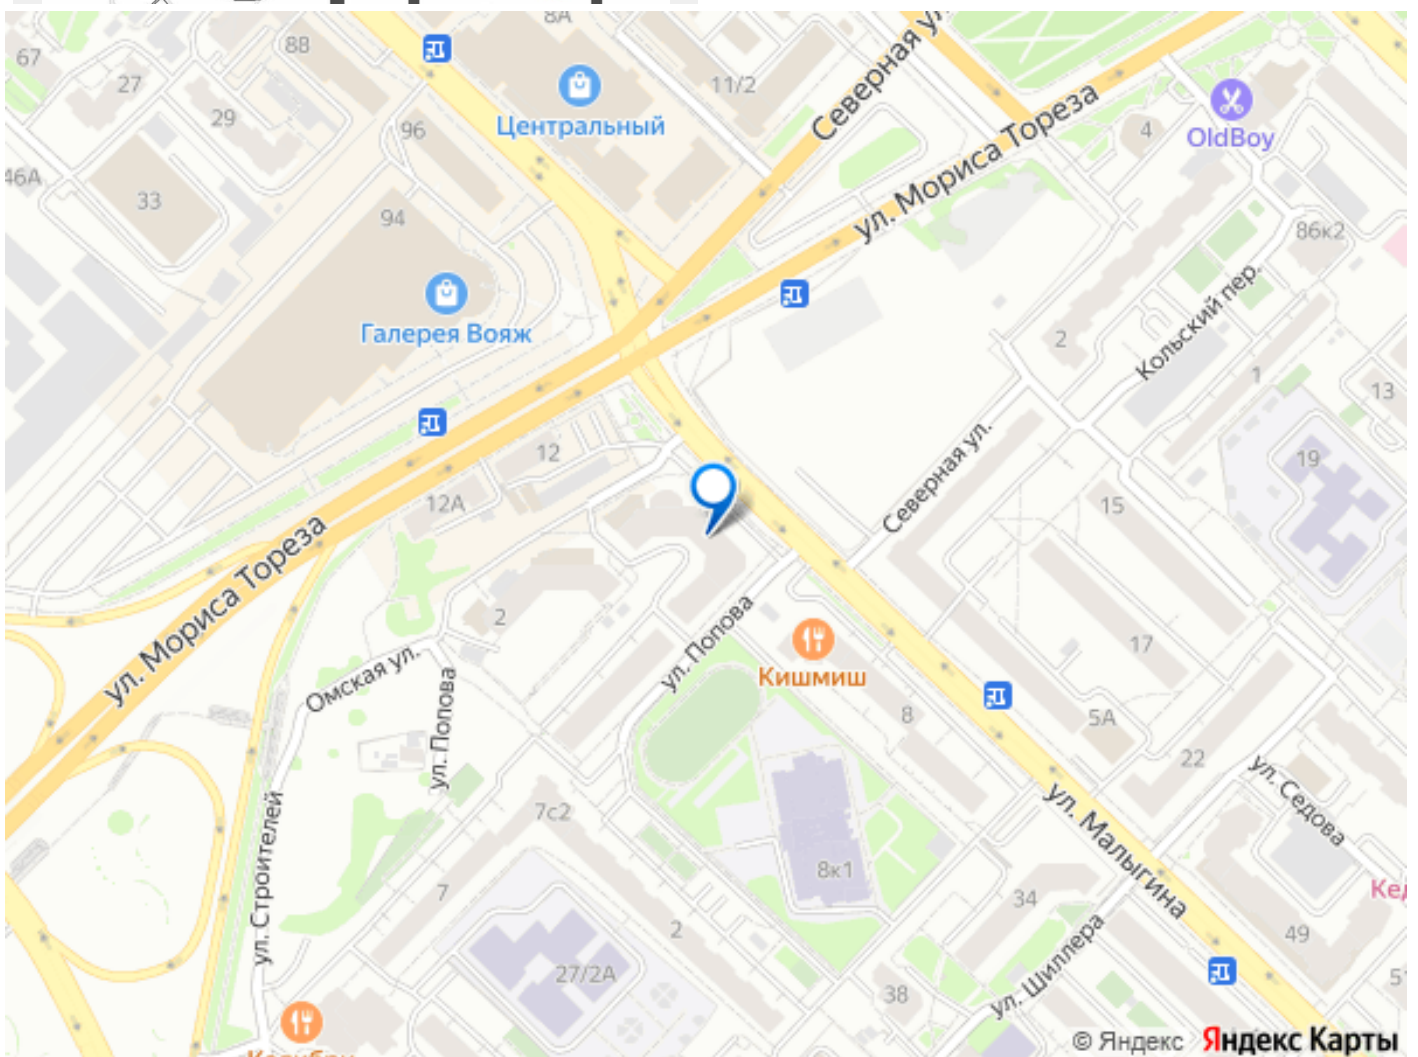 8А
67
88
27
11/2
Северная ул.
29
96
Центральный
ул. Мориса Тореза
4
OldBoy
46А
33
94
86к2
Галерея Вояж
Кольский пер.
2
1
13
12
Северная ул.
19
12А
15
ул. Мориса Тореза
2
ул. Попова
17
Кишмиш
Омская ул.
ул. Попова
8
5А
22
ул. Седова
7с2
ул. Малыгина
ул. Строителей
8к1
7
34
Кед
2
49
27/2А
ул. Шиллера
38
51
© Яндекс Яндекс Карты
Колибри